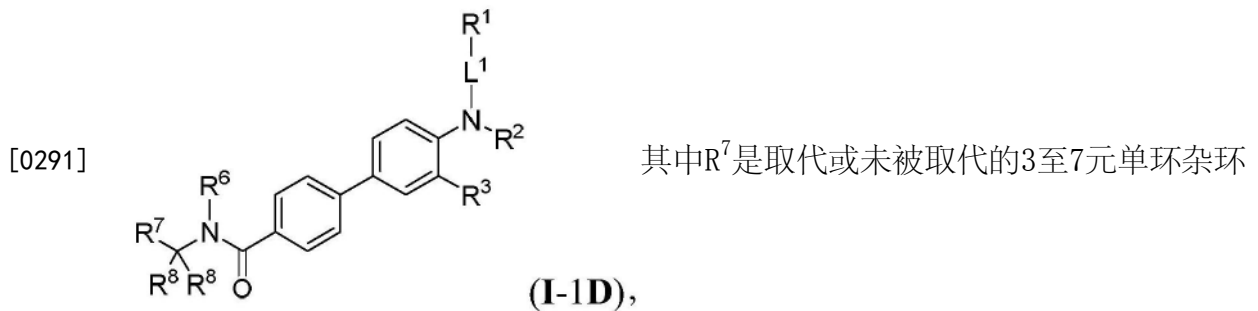 R¹
L¹
N
R²
[0291] 其中R⁷是取代或未被取代的3至7元单环杂环
R³
R⁶
R⁷ N
R⁸ R⁸ O
(I-1D),